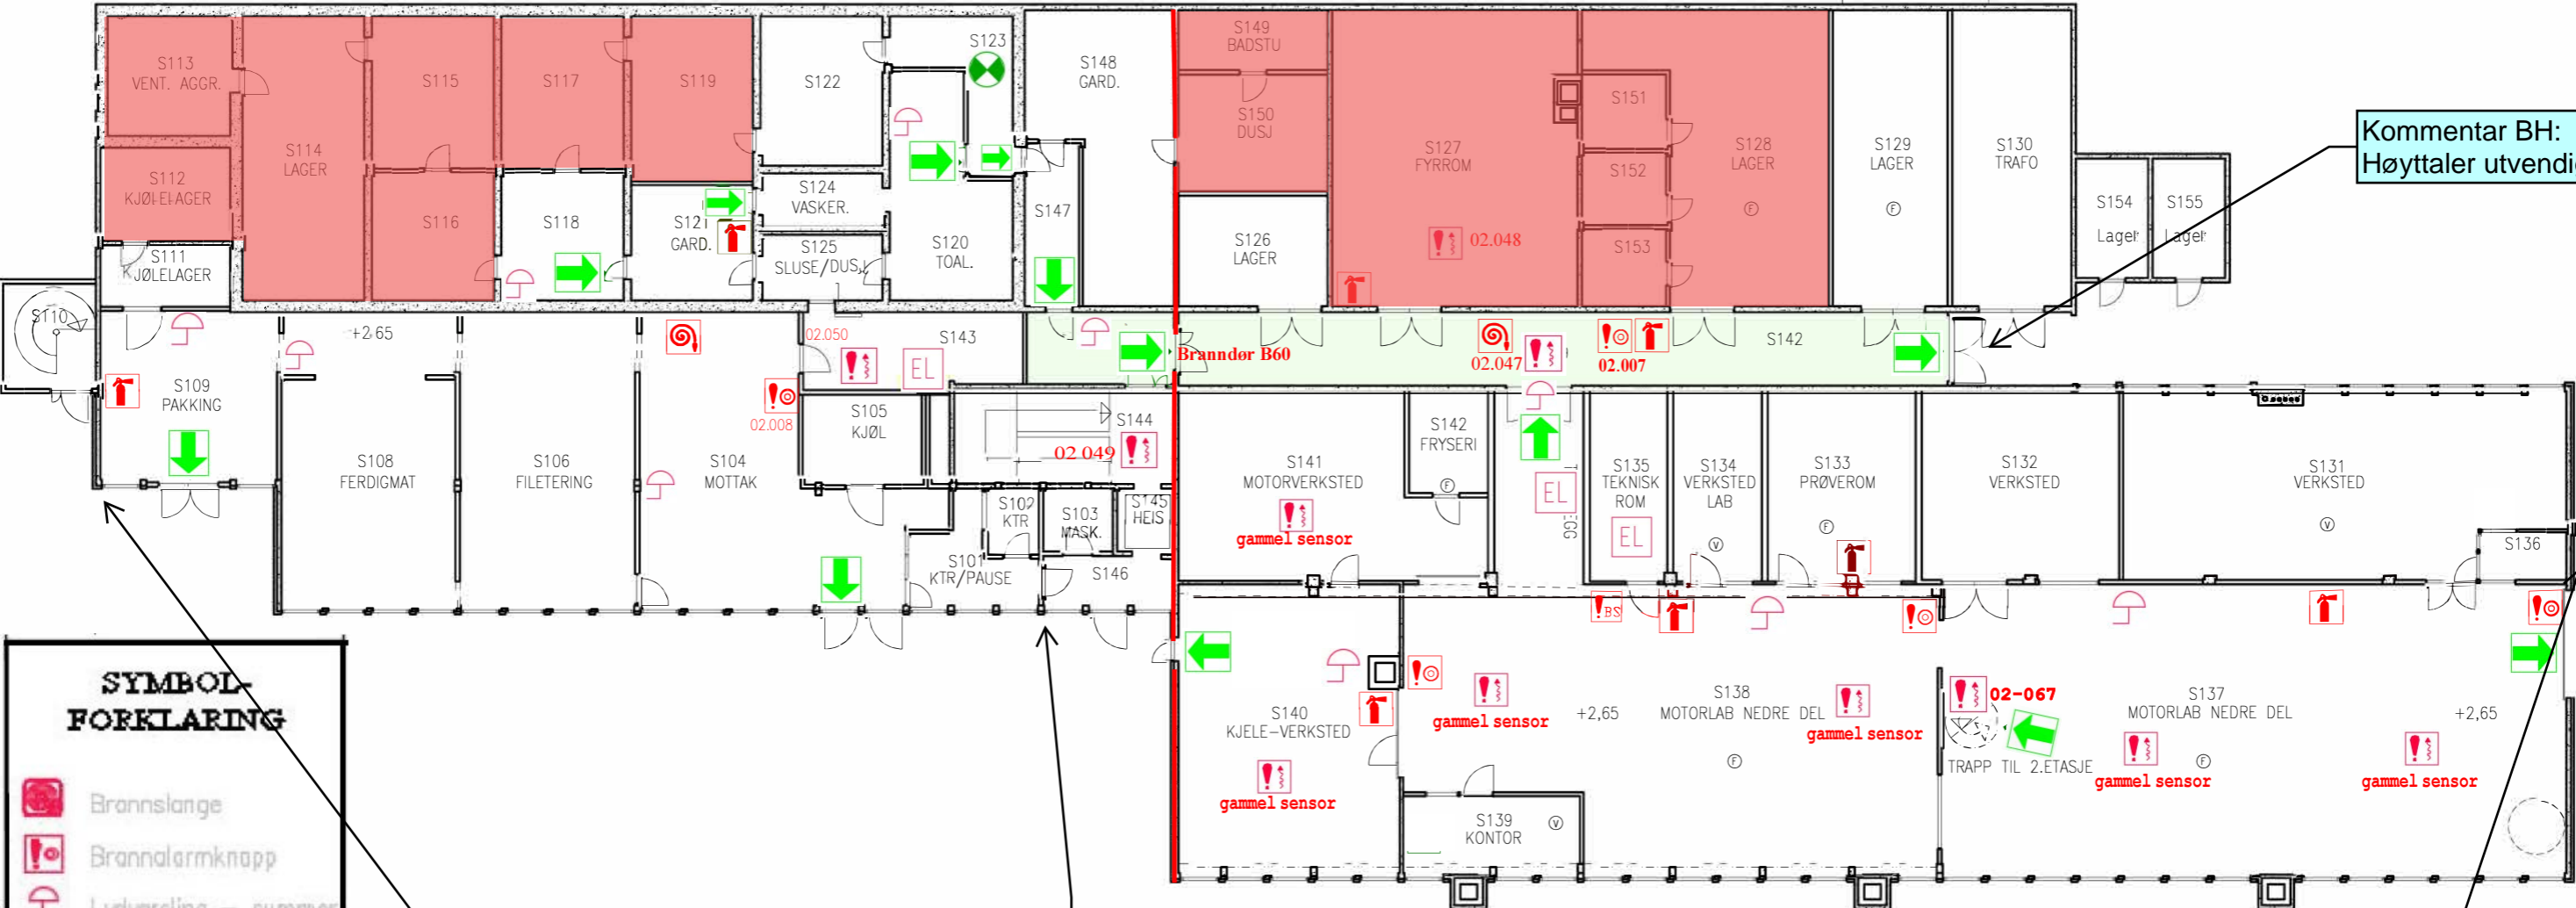 S113
VENT. AGGR.
S112
KJØLELAGER
S111
KJØLELAGER
S110
S114
LAGER
S115
S116
S117
S118
S119
S121
GARD.
S122
S123
S124
VASKER.
S125
SLUSE/DUSJ
S120
TOAL.
S148
GARD.
S147
S149
BADSTU
S150
DUSJ
S126
LAGER
S127
FYRROM
02.048
S151
S152
S153
S128
LAGER
F
S129
LAGER
F
S130
TRAFO
S154
Lager
S155
Lager
Kommentar BH:
Høyttaler utvendig
+2,65
S109
PAKKING
S108
FERDIGMAT
S106
FILETERING
S104
MOTTAK
02.050
02.008
S143
EL
S105
KJØL
S144
02.049
S102
KTR
S103
MASK.
S145
HEIS
S101
KTR/PAUSE
S146
Branndør B60
02.047
02.007
S142
S141
MOTORVERKSTED
gammel sensor
S142
FRYSERI
F
EL
S135
TEKNISK
ROM
EL
S134
VERKSTED
LAB
V
S133
PRØVEROM
F
S132
VERKSTED
S131
VERKSTED
V
S136
BS
S140
KJELE-VERKSTED
gammel sensor
gammel sensor
+2,65
S138
MOTORLAB NEDRE DEL
F
gammel sensor
S139
KONTOR
V
02-067
TRAPP TIL 2.ETASJE
S137
MOTORLAB NEDRE DEL
F
+2,65
gammel sensor
gammel sensor
SYMBOL-
FORKLARING
Brannslange
Brannalarmknapp
Lydvarsling - summer